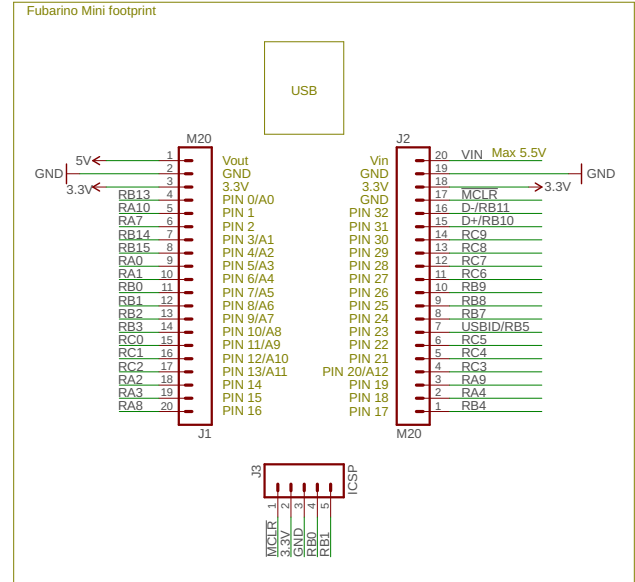 Fubarino Mini footprint
USB
M20
5V 1 Vout
GND 2 GND
3.3V 3 3.3V
RB13 4 PIN 0/A0
RA10 5 PIN 1
RA7 6 PIN 2
RB14 7 PIN 3/A1
RB15 8 PIN 4/A2
RA0 9 PIN 5/A3
RA1 10 PIN 6/A4
RB0 11 PIN 7/A5
RB1 12 PIN 8/A6
RB2 13 PIN 9/A7
RB3 14 PIN 10/A8
RC0 15 PIN 11/A9
RC1 16 PIN 12/A10
RC2 17 PIN 13/A11
RA2 18 PIN 14
RA3 19 PIN 15
RA8 20 PIN 16
J1
J2
Vin 20 VIN Max 5.5V
GND 19 GND
3.3V 18 3.3V
GND 17 MCLR
PIN 32 16 D-/RB11
PIN 31 15 D+/RB10
PIN 30 14 RC9
PIN 29 13 RC8
PIN 28 12 RC7
PIN 27 11 RC6
PIN 26 10 RB9
PIN 25 9 RB8
PIN 24 8 RB7
PIN 23 7 USBID/RB5
PIN 22 6 RC5
PIN 21 5 RC4
PIN 20/A12 4 RC3
PIN 19 3 RA9
PIN 18 2 RA4
PIN 17 1 RB4
M20
J3
ICSP
1 MCLR
2 3.3V
3 GND
4 RB0
5 RB1